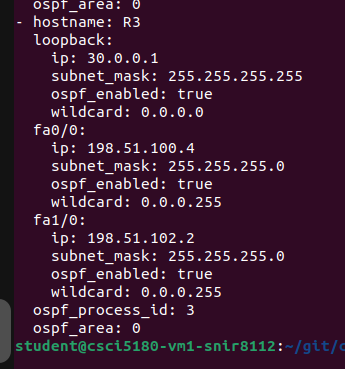 ospf_area: 0
- hostname: R3
  loopback:
    ip: 30.0.0.1
    subnet_mask: 255.255.255.255
    ospf_enabled: true
    wildcard: 0.0.0.0
  fa0/0:
    ip: 198.51.100.4
    subnet_mask: 255.255.255.0
    ospf_enabled: true
    wildcard: 0.0.0.255
  fa1/0:
    ip: 198.51.102.2
    subnet_mask: 255.255.255.0
    ospf_enabled: true
    wildcard: 0.0.0.255
  ospf_process_id: 3
  ospf_area: 0
student@csci5180-vm1-snir8112:~/git/